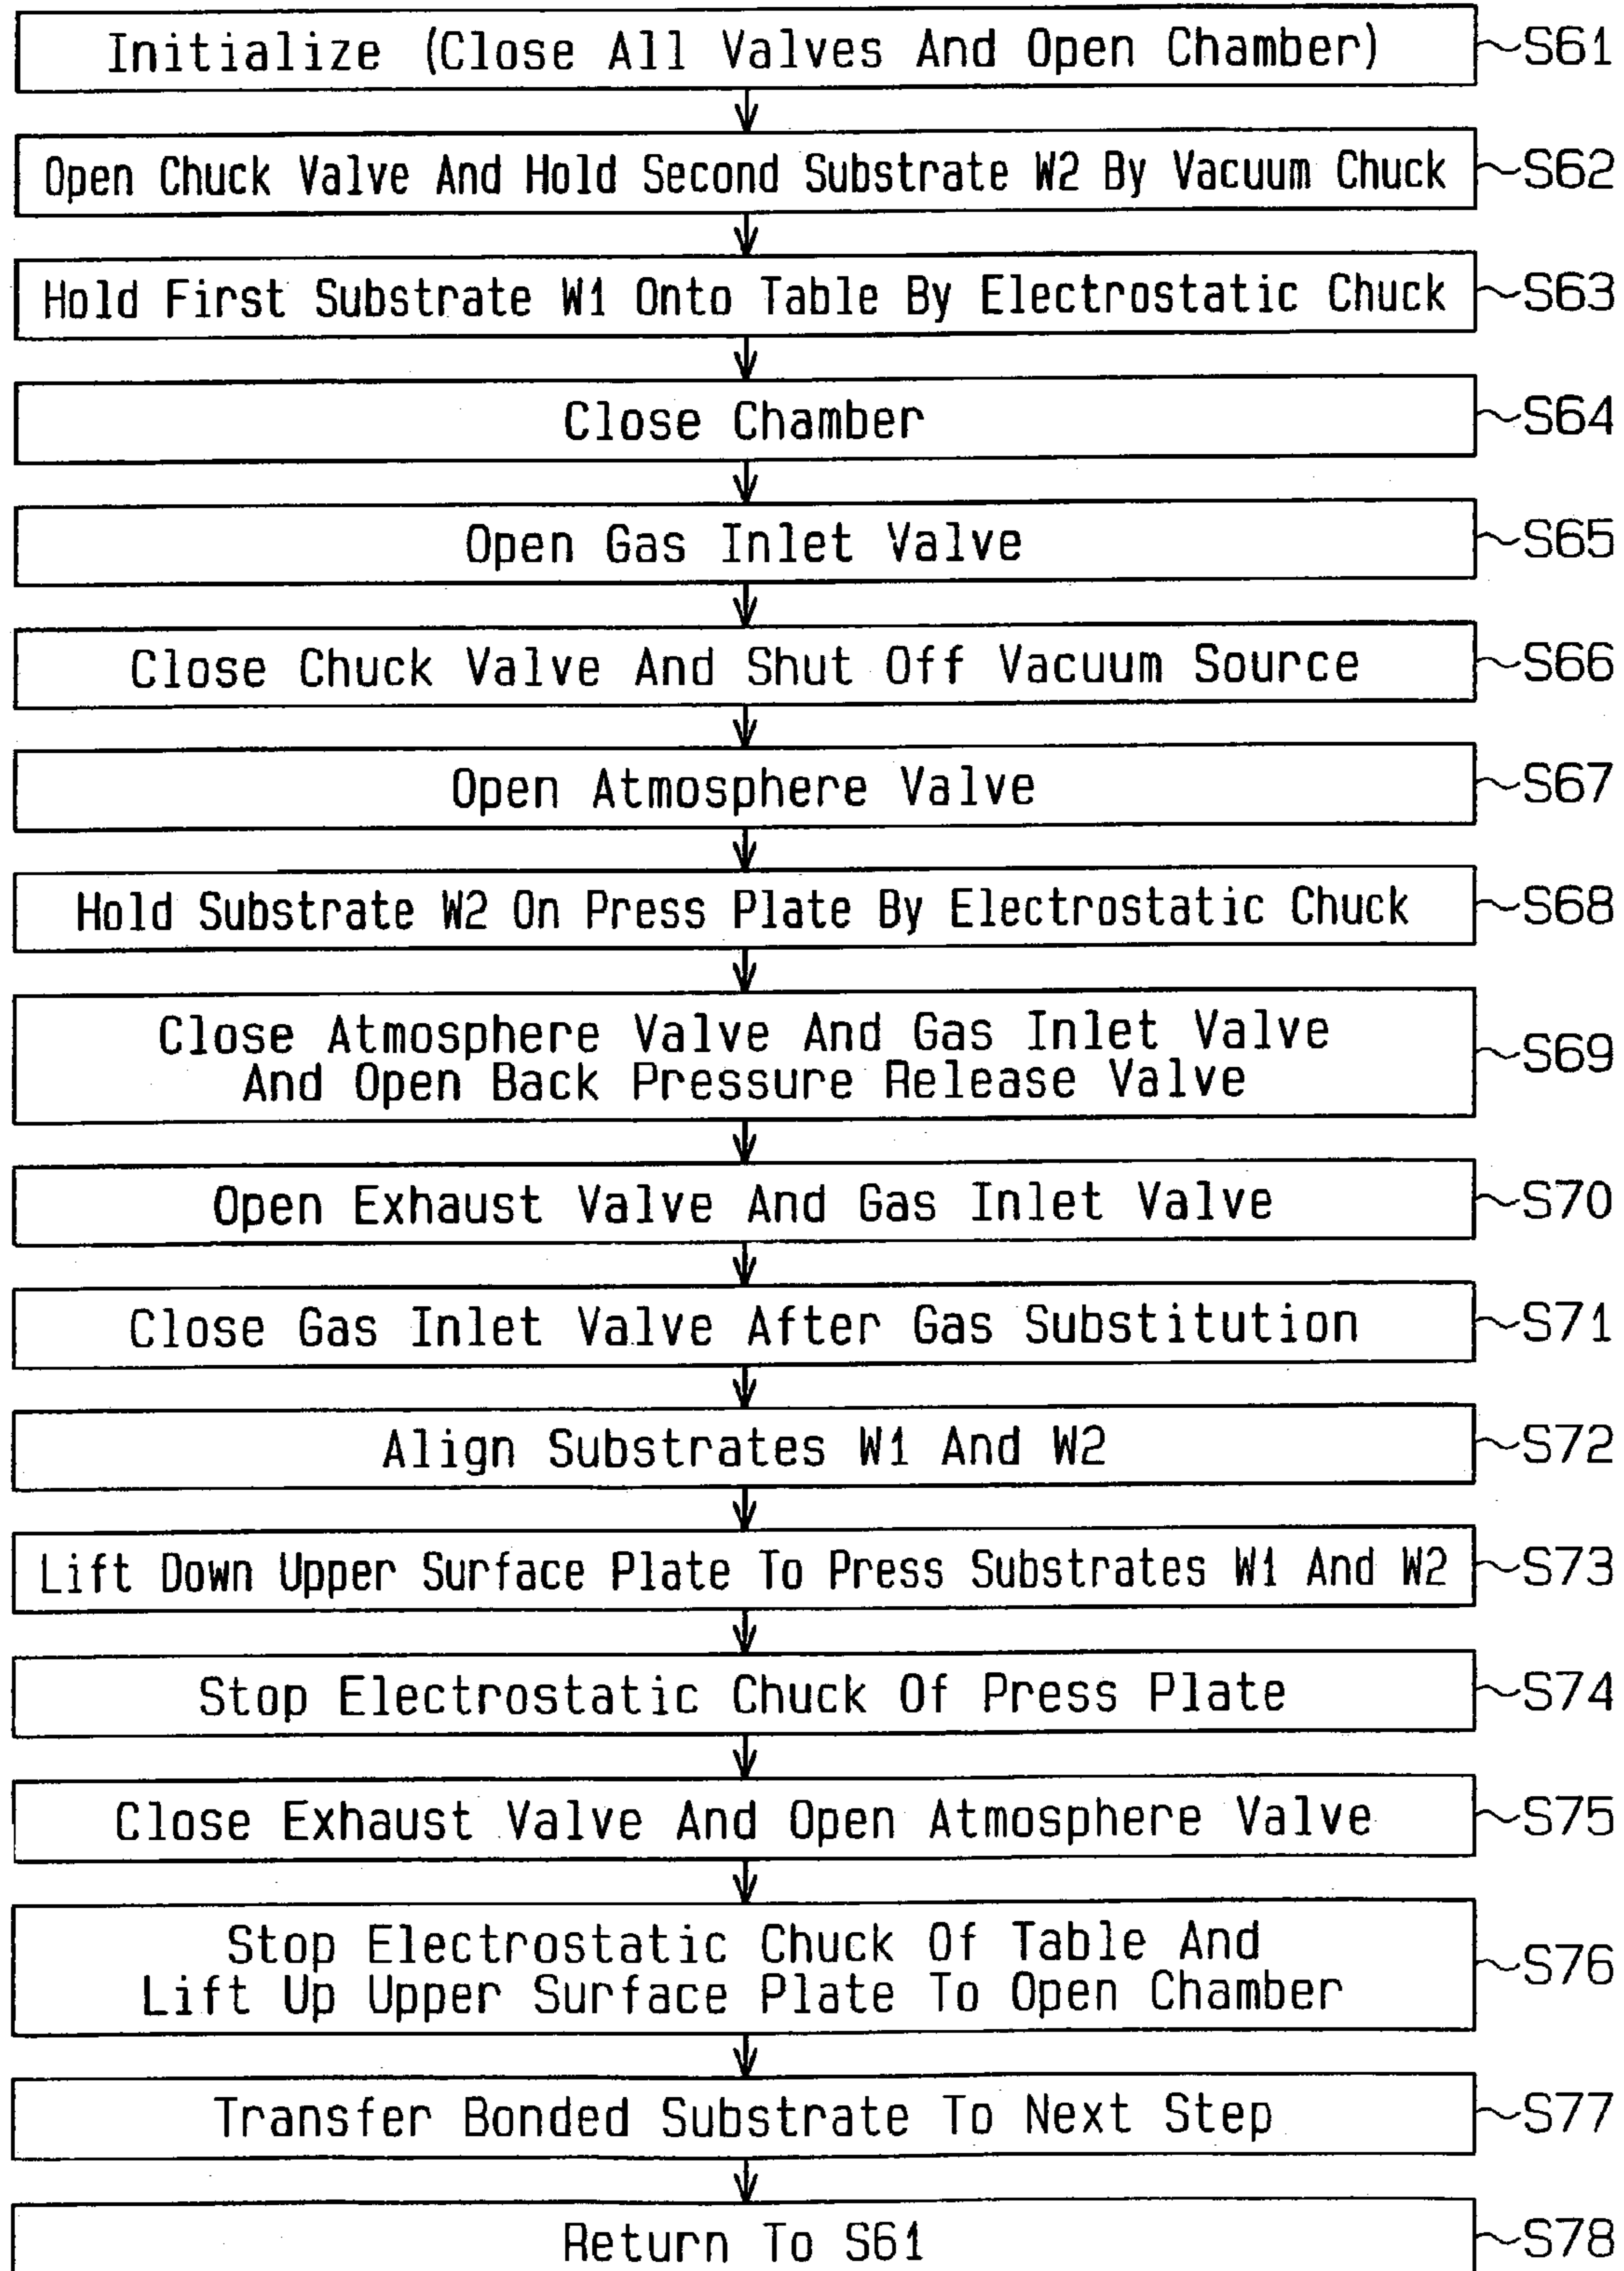 Initialize (Close All Valves And Open Chamber) S61
Open Chuck Valve And Hold Second Substrate W2 By Vacuum Chuck S62
Hold First Substrate W1 Onto Table By Electrostatic Chuck S63
Close Chamber S64
Open Gas Inlet Valve S65
Close Chuck Valve And Shut Off Vacuum Source S66
Open Atmosphere Valve S67
Hold Substrate W2 On Press Plate By Electrostatic Chuck S68
Close Atmosphere Valve And Gas Inlet Valve
And Open Back Pressure Release Valve S69
Open Exhaust Valve And Gas Inlet Valve S70
Close Gas Inlet Valve After Gas Substitution S71
Align Substrates W1 And W2 S72
Lift Down Upper Surface Plate To Press Substrates W1 And W2 S73
Stop Electrostatic Chuck Of Press Plate S74
Close Exhaust Valve And Open Atmosphere Valve S75
Stop Electrostatic Chuck Of Table And
Lift Up Upper Surface Plate To Open Chamber S76
Transfer Bonded Substrate To Next Step S77
Return To S61 S78